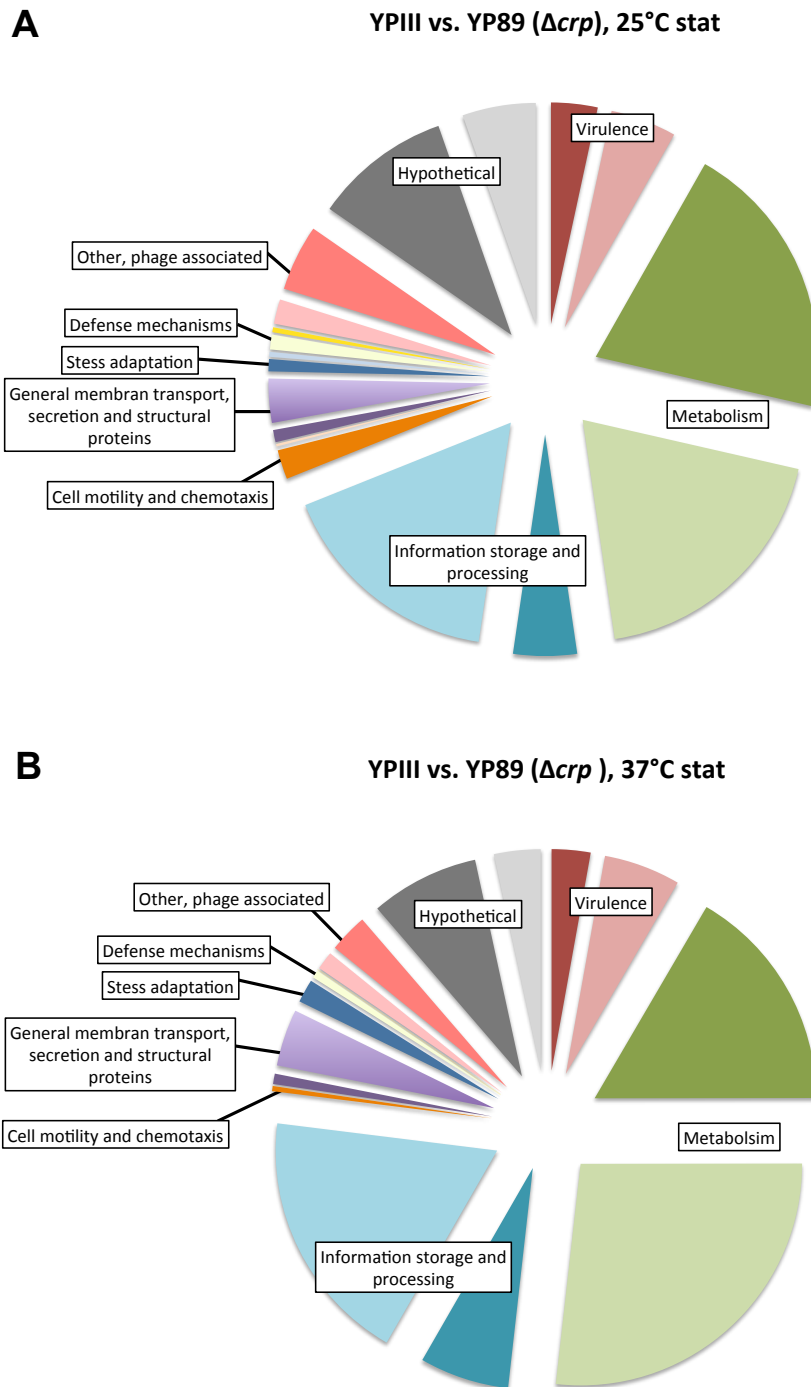 A
YPIII vs. YP89 (Δcrp), 25°C stat
Virulence
Hypothetical
Other, phage associated
Defense mechanisms
Stess adaptation
General membran transport,
secretion and structural
proteins
Metabolism
Cell motility and chemotaxis
Information storage and
processing
B
YPIII vs. YP89 (Δcrp ), 37°C stat
Other, phage associated
Hypothetical
Virulence
Defense mechanisms
Stess adaptation
General membran transport,
secretion and structural
proteins
Cell motility and chemotaxis
Metabolsim
Information storage and
processing